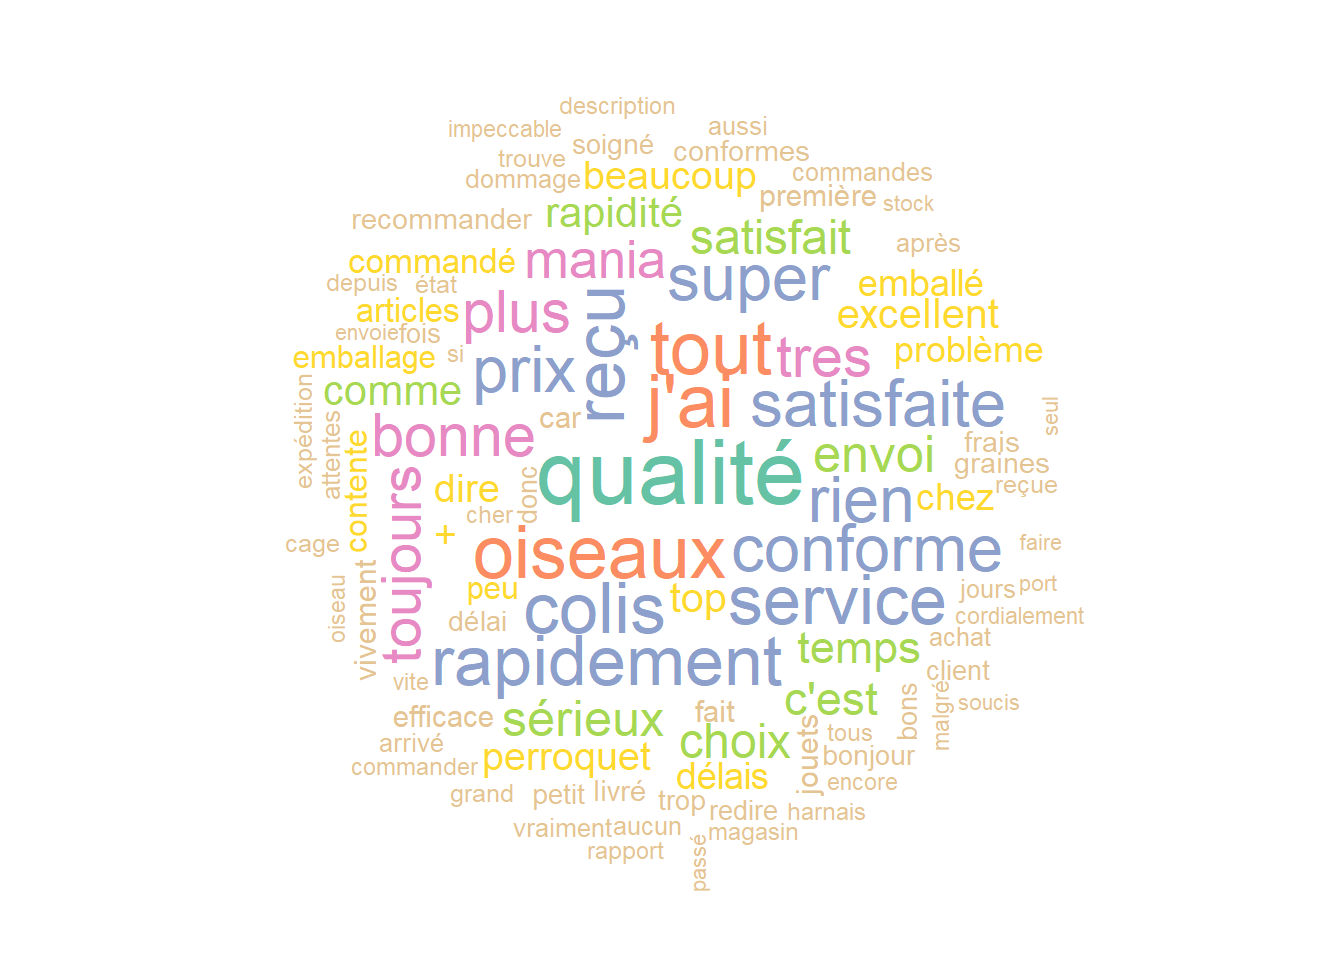 description
impeccable
aussi
soigné
conformes
trouve
dommage
beaucoup
commandes
première
stock
recommander
rapidité
satisfait
après
commandé
mania
super
emballé
depuis
état
articles
plus
reçu
excellent
envoie
fois
tout
tres
problème
emballage
si
prix
j'ai
satisfaite
comme
car
seul
expédition
attentes
contente
bonne
envoi
frais
graines
qualité
toujours
dire
donc
rien
chez
reçue
cher
+
cage
oiseaux
conforme
faire
oiseau
vivement
peu
colis
top
service
jours
port
délai
cordialement
rapidement
temps
achat
vite
client
c'est
bons
malgré
soucis
efficace
sérieux
fait
choix
jouets
tous
arrivé
bonjour
commander
perroquet
délais
encore
grand
petit
livré
trop
redire
harnais
vraiment
aucun
magasin
rapport
passé